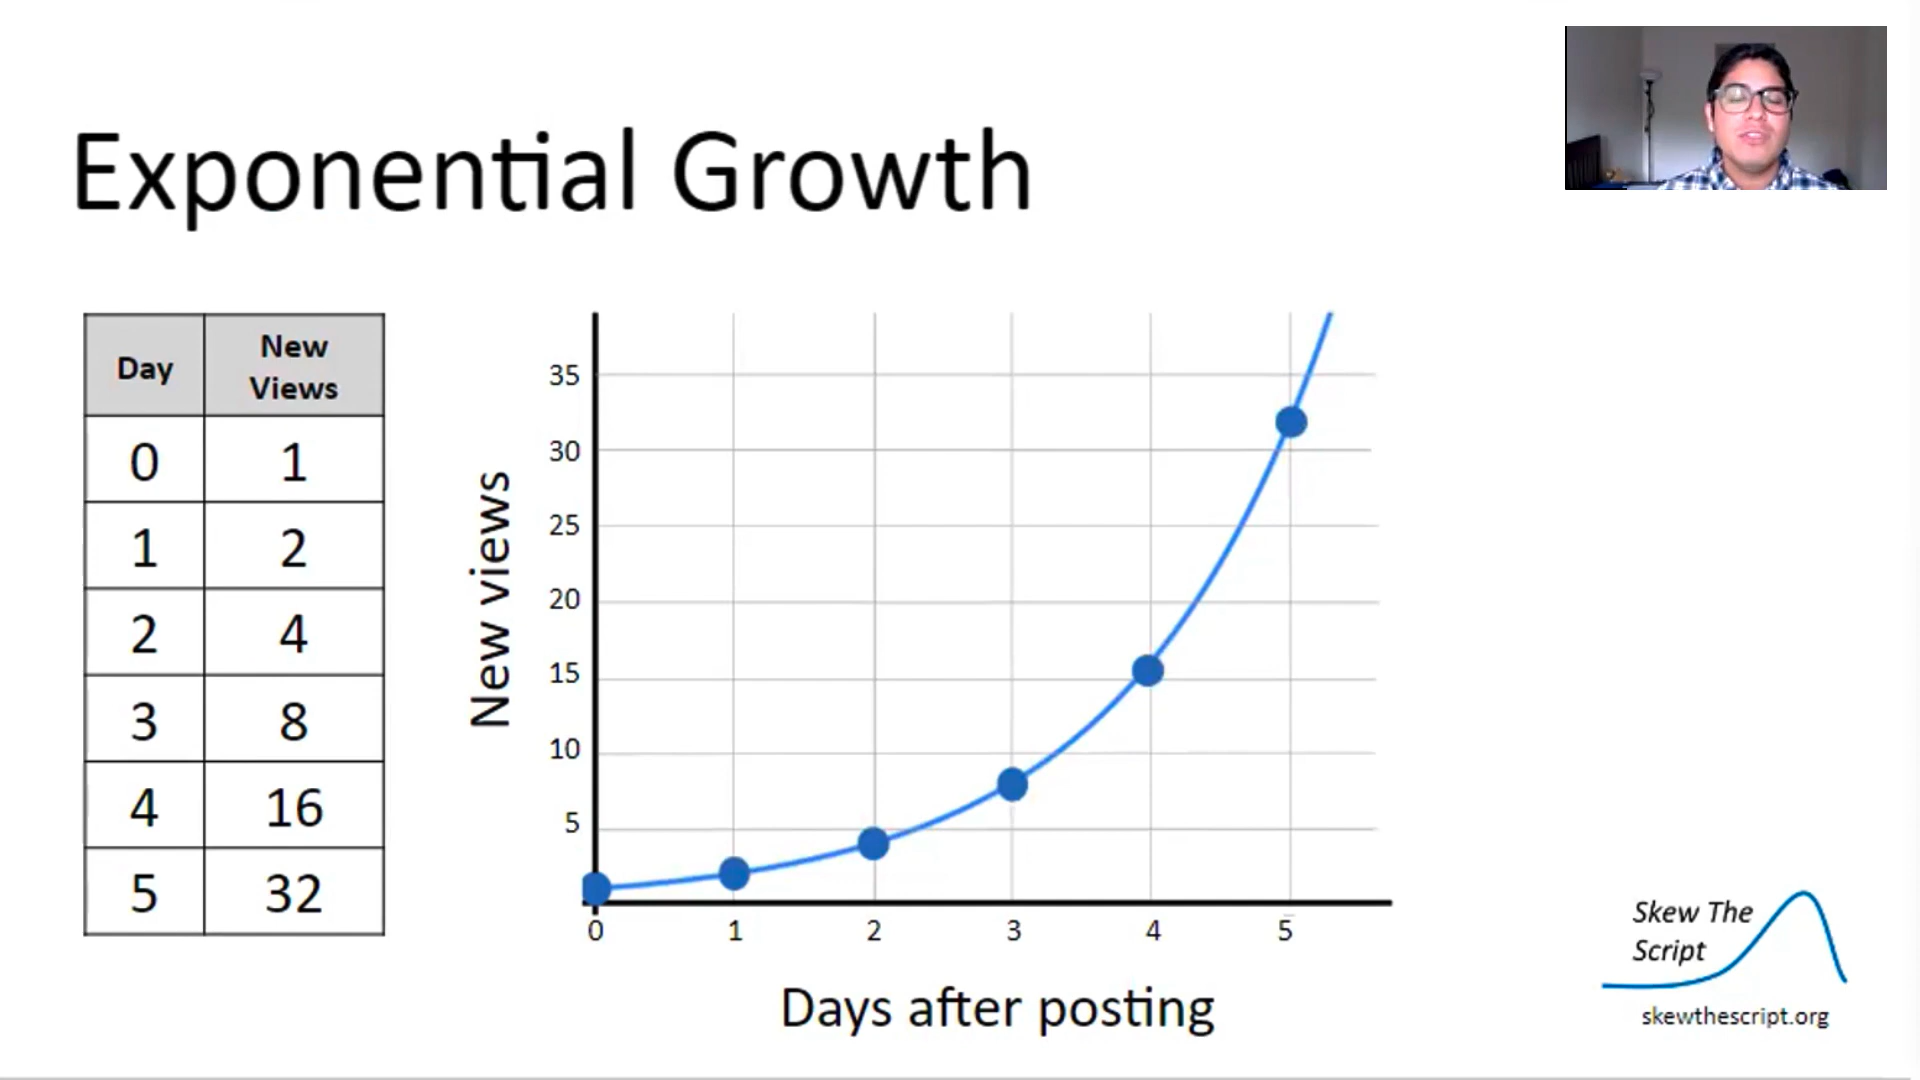 Exponential Growth
Day
New
Views
0 1
1 2
2 4
3 8
4 16
5 32
New views
35
30
25
20
15
10
5
0 1 2 3 4 5
Days after posting
Skew The
Script
skewthescript.org